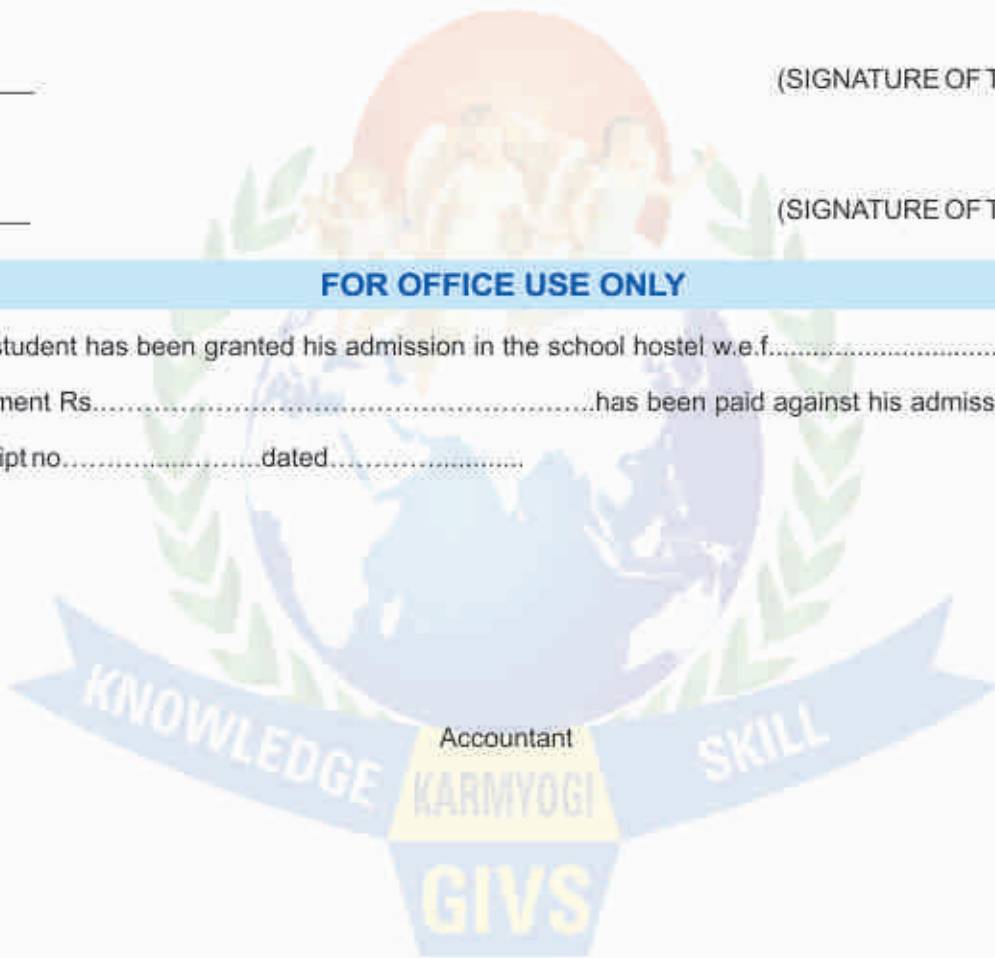 (SIGNATURE OF T
(SIGNATURE OF T
FOR OFFICE USE ONLY
student has been granted his admission in the school hostel w.e.f................................
ment Rs.............................................................has been paid against his admiss
ipt no..........................dated..........................
Accountant
KNOWLEDGE
SKILL
KARMYOGI
GIVS